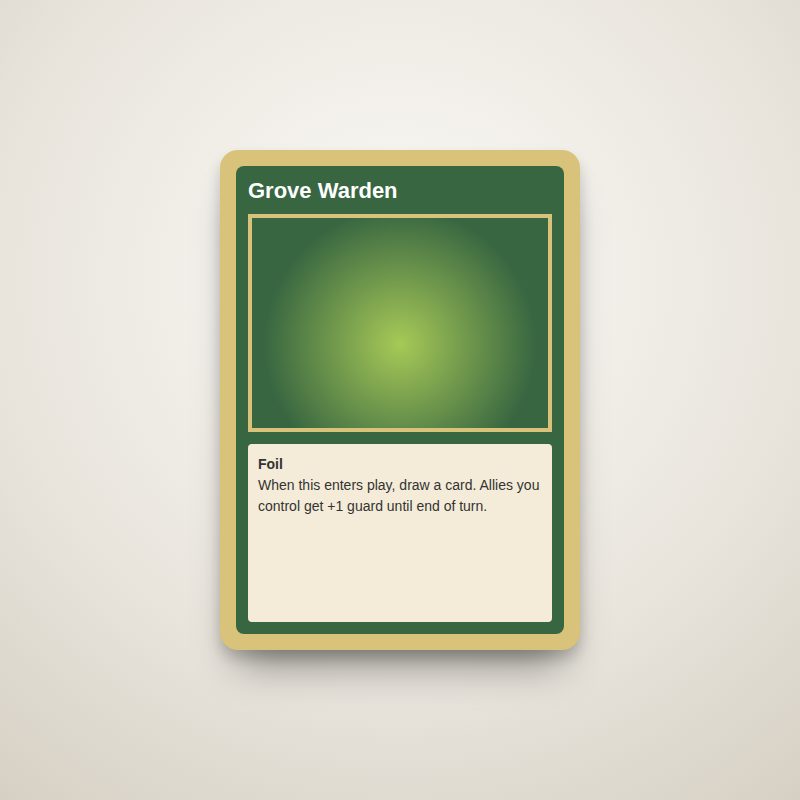 Grove Warden
Foil
When this enters play, draw a card. Allies you
control get +1 guard until end of turn.